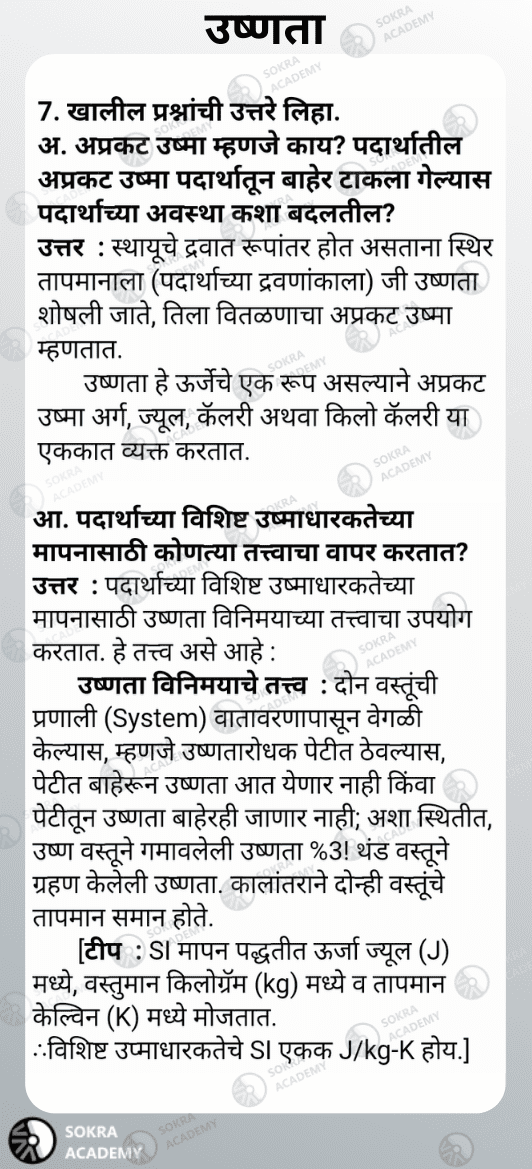 उष्णता
7. खालील प्रश्नांची उत्तरे लिहा.
अ. अप्रकट उष्मा म्हणजे काय? पदार्थातील
अप्रकट उष्मा पदार्थातून बाहेर टाकला गेल्यास
पदार्थाच्या अवस्था कशा बदलतील?
उत्तर : स्थायूचे द्रवात रूपांतर होत असताना स्थिर
तापमानाला (पदार्थाच्या द्रवणांकाला) जी उष्णता
शोषली जाते, तिला वितळणाचा अप्रकट उष्मा
म्हणतात.
उष्णता हे ऊर्जेचे एक रूप असल्याने अप्रकट
उष्मा अर्ग, ज्यूल, कॅलरी अथवा किलो कॅलरी या
एककात व्यक्त करतात.
आ. पदार्थाच्या विशिष्ट उष्माधारकतेच्या
मापनासाठी कोणत्या तत्त्वाचा वापर करतात?
उत्तर : पदार्थाच्या विशिष्ट उष्माधारकतेच्या
मापनासाठी उष्णता विनिमयाच्या तत्त्वाचा उपयोग
करतात. हे तत्त्व असे आहे :
उष्णता विनिमयाचे तत्त्व : दोन वस्तूंची
प्रणाली (System) वातावरणापासून वेगळी
केल्यास, म्हणजे उष्णतारोधक पेटीत ठेवल्यास,
पेटीत बाहेरून उष्णता आत येणार नाही किंवा
पेटीतून उष्णता बाहेरही जाणार नाही; अशा स्थितीत,
उष्ण वस्तूने गमावलेली उष्णता %3! थंड वस्तूने
ग्रहण केलेली उष्णता. कालांतराने दोन्ही वस्तूंचे
तापमान समान होते.
[टीप : SI मापन पद्धतीत ऊर्जा ज्यूल (J)
मध्ये, वस्तुमान किलोग्रॅम (kg) मध्ये व तापमान
केल्विन (K) मध्ये मोजतात.
∴विशिष्ट उप्माधारकतेचे SI एकक J/kg-K होय.]
SOKRA
ACADEMY